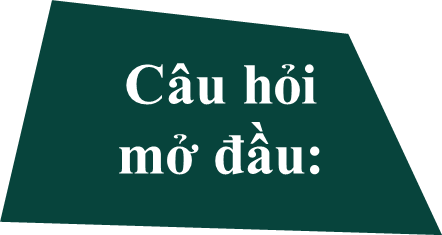 Câu hỏi
mở đầu: